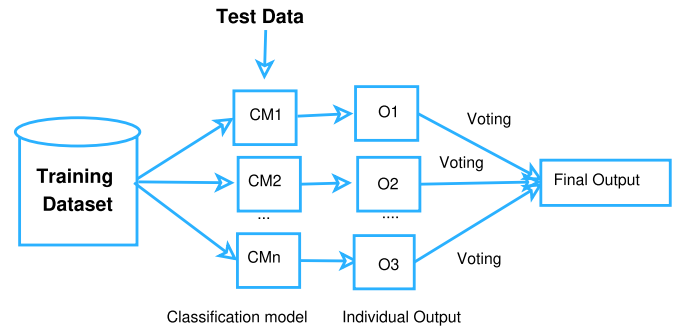 Test Data
CM1
O1
Voting
Training
Dataset
CM2
O2
Voting
Final Output
...
....
CMn
O3
Voting
Classification model
Individual Output